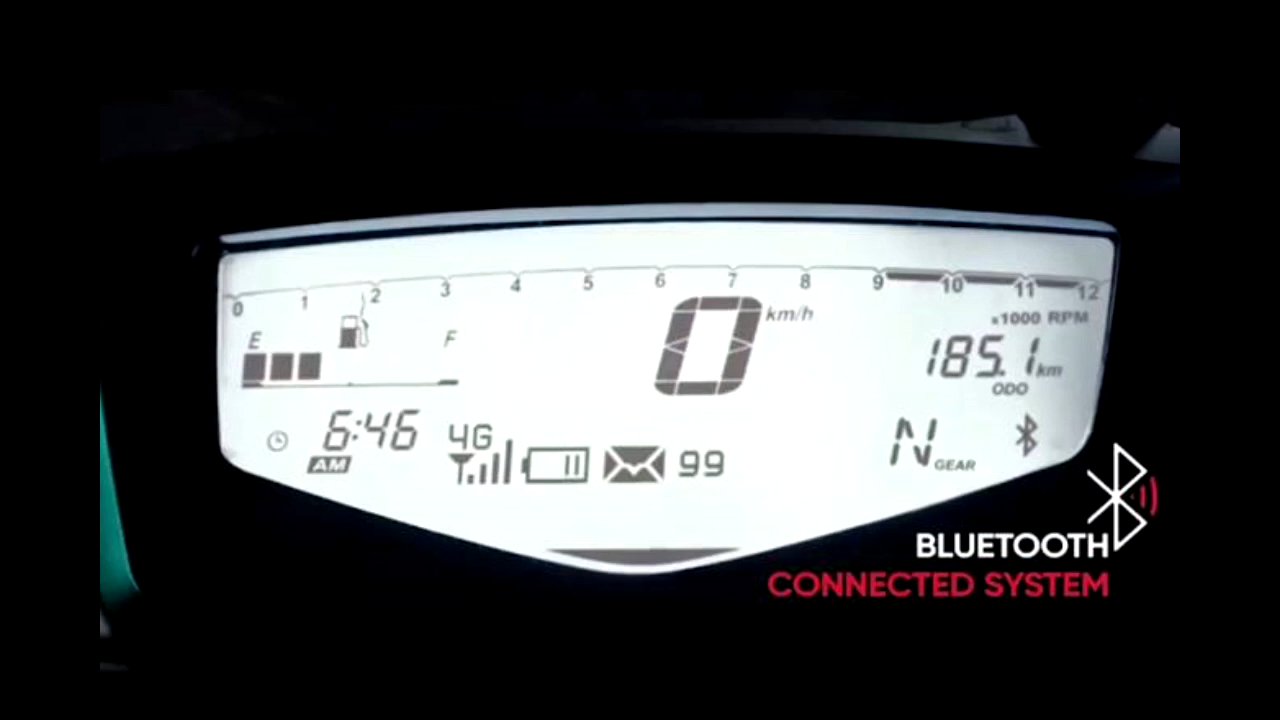 0 1 2 3 4 5 6 7 8 9 10 11 12
x1000 RPM
E F
0 km/h
185.1 km
ODO
6:46
AM
4G
99
N GEAR
BLUETOOTH
CONNECTED SYSTEM